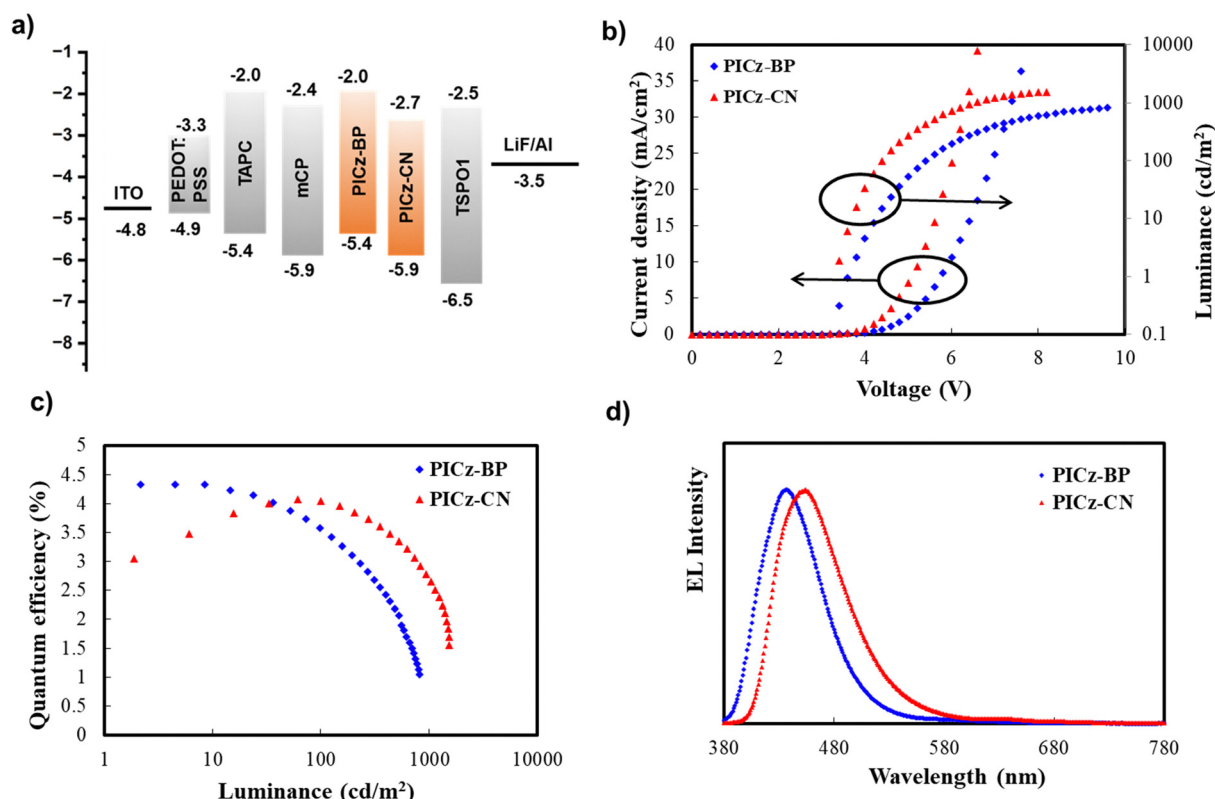 a)
−1
−2
−3
−4
−5
−6
−7
−8
ITO
-4.8
-3.3
PEDOT:
PSS
-4.9
-2.0
TAPC
-5.4
-2.4
mCP
-5.9
-2.0
PICz-BP
-5.4
-2.7
PICz-CN
-5.9
-2.5
TSPO1
-6.5
LiF/Al
-3.5
b)
Current density (mA/cm²)
40
35
30
25
20
15
10
5
0
PICz-BP
PICz-CN
10000
1000
100
10
1
0.1
Luminance (cd/m²)
0 2 4 6 8 10
Voltage (V)
c)
Quantum efficiency (%)
5
4.5
4
3.5
3
2.5
2
1.5
1
0.5
0
PICz-BP
PICz-CN
1 10 100 1000 10000
Luminance (cd/m²)
d)
EL Intensity
PICz-BP
PICz-CN
380 480 580 680 780
Wavelength (nm)